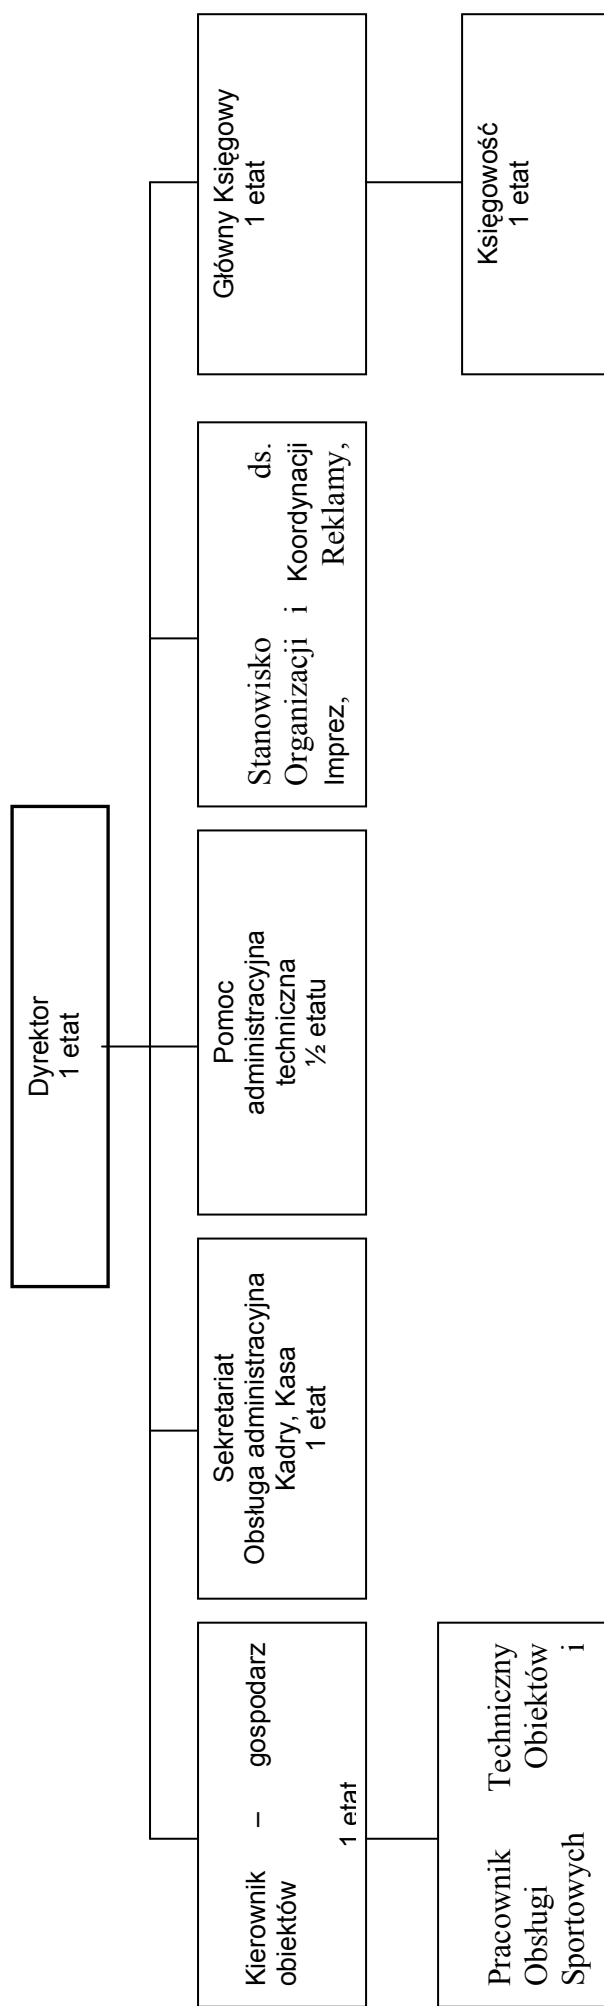 Dyrektor
1 etat
Kierownik – gospodarz
obiektów
1 etat
Sekretariat
Obsługa administracyjna
Kadry, Kasa
1 etat
Pomoc
administracyjna
techniczna
½ etatu
Stanowisko ds.
Organizacji i Koordynacji
Imprez, Reklamy,
Główny Księgowy
1 etat
Pracownik Techniczny
Obsługi Obiektów
Sportowych i
Księgowość
1 etat